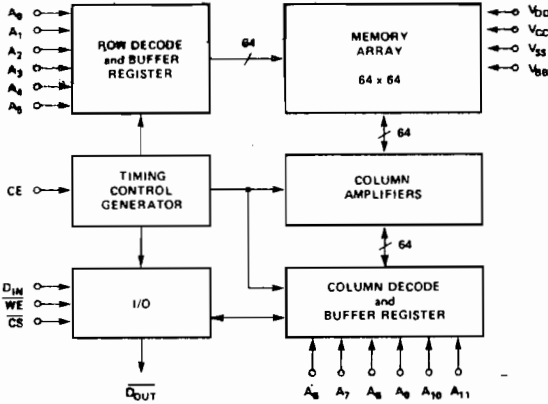 A0
A1
A2
A3
A4
A5
ROW DECODE
and BUFFER
REGISTER
64
MEMORY
ARRAY
64 x 64
VDD
VCC
VSS
VBB
64
CE
TIMING
CONTROL
GENERATOR
COLUMN
AMPLIFIERS
64
DIN
WE
CS
I/O
COLUMN DECODE
and
BUFFER REGISTER
DOUT
A6 A7 A8 A9 A10 A11